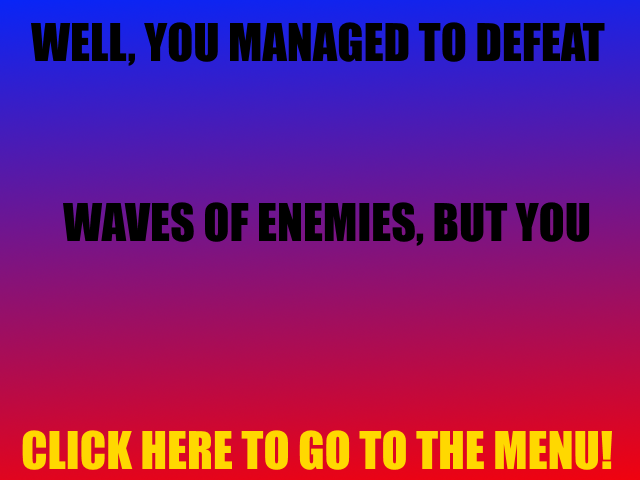 WELL, YOU MANAGED TO DEFEAT
WAVES OF ENEMIES, BUT YOU
CLICK HERE TO GO TO THE MENU!